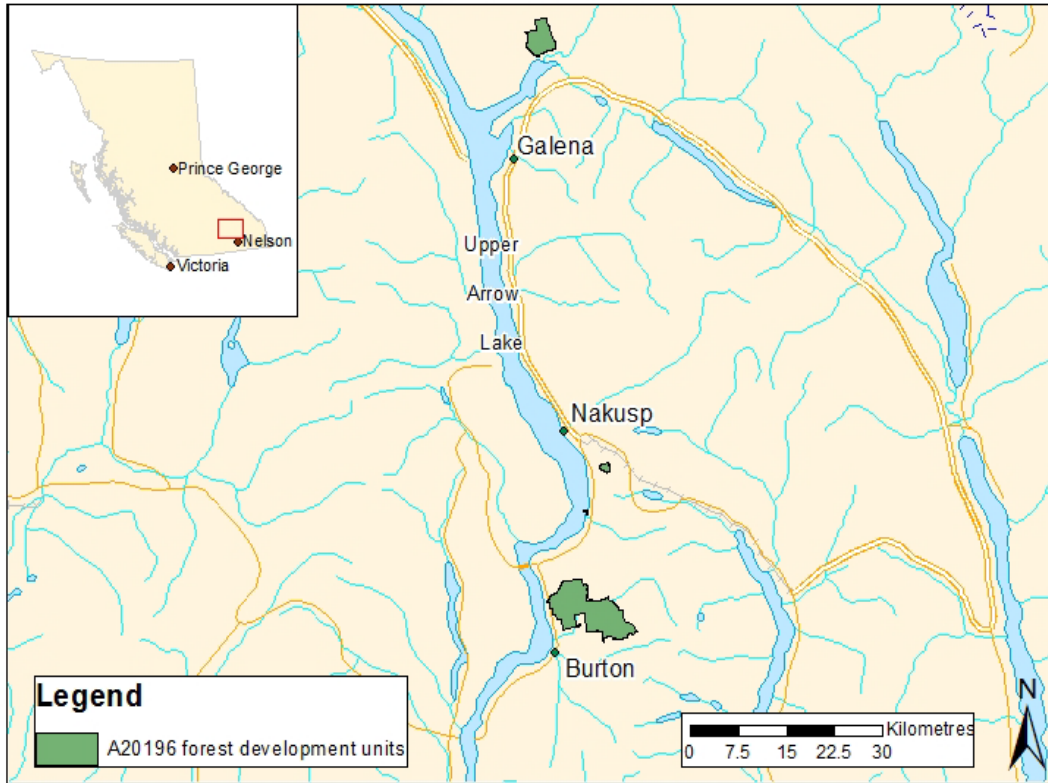 Prince George
Nelson
Victoria
Galena
Upper
Arrow
Lake
Nakusp
Burton
Legend
A20196 forest development units
Kilometres
0 7.5 15 22.5 30
N